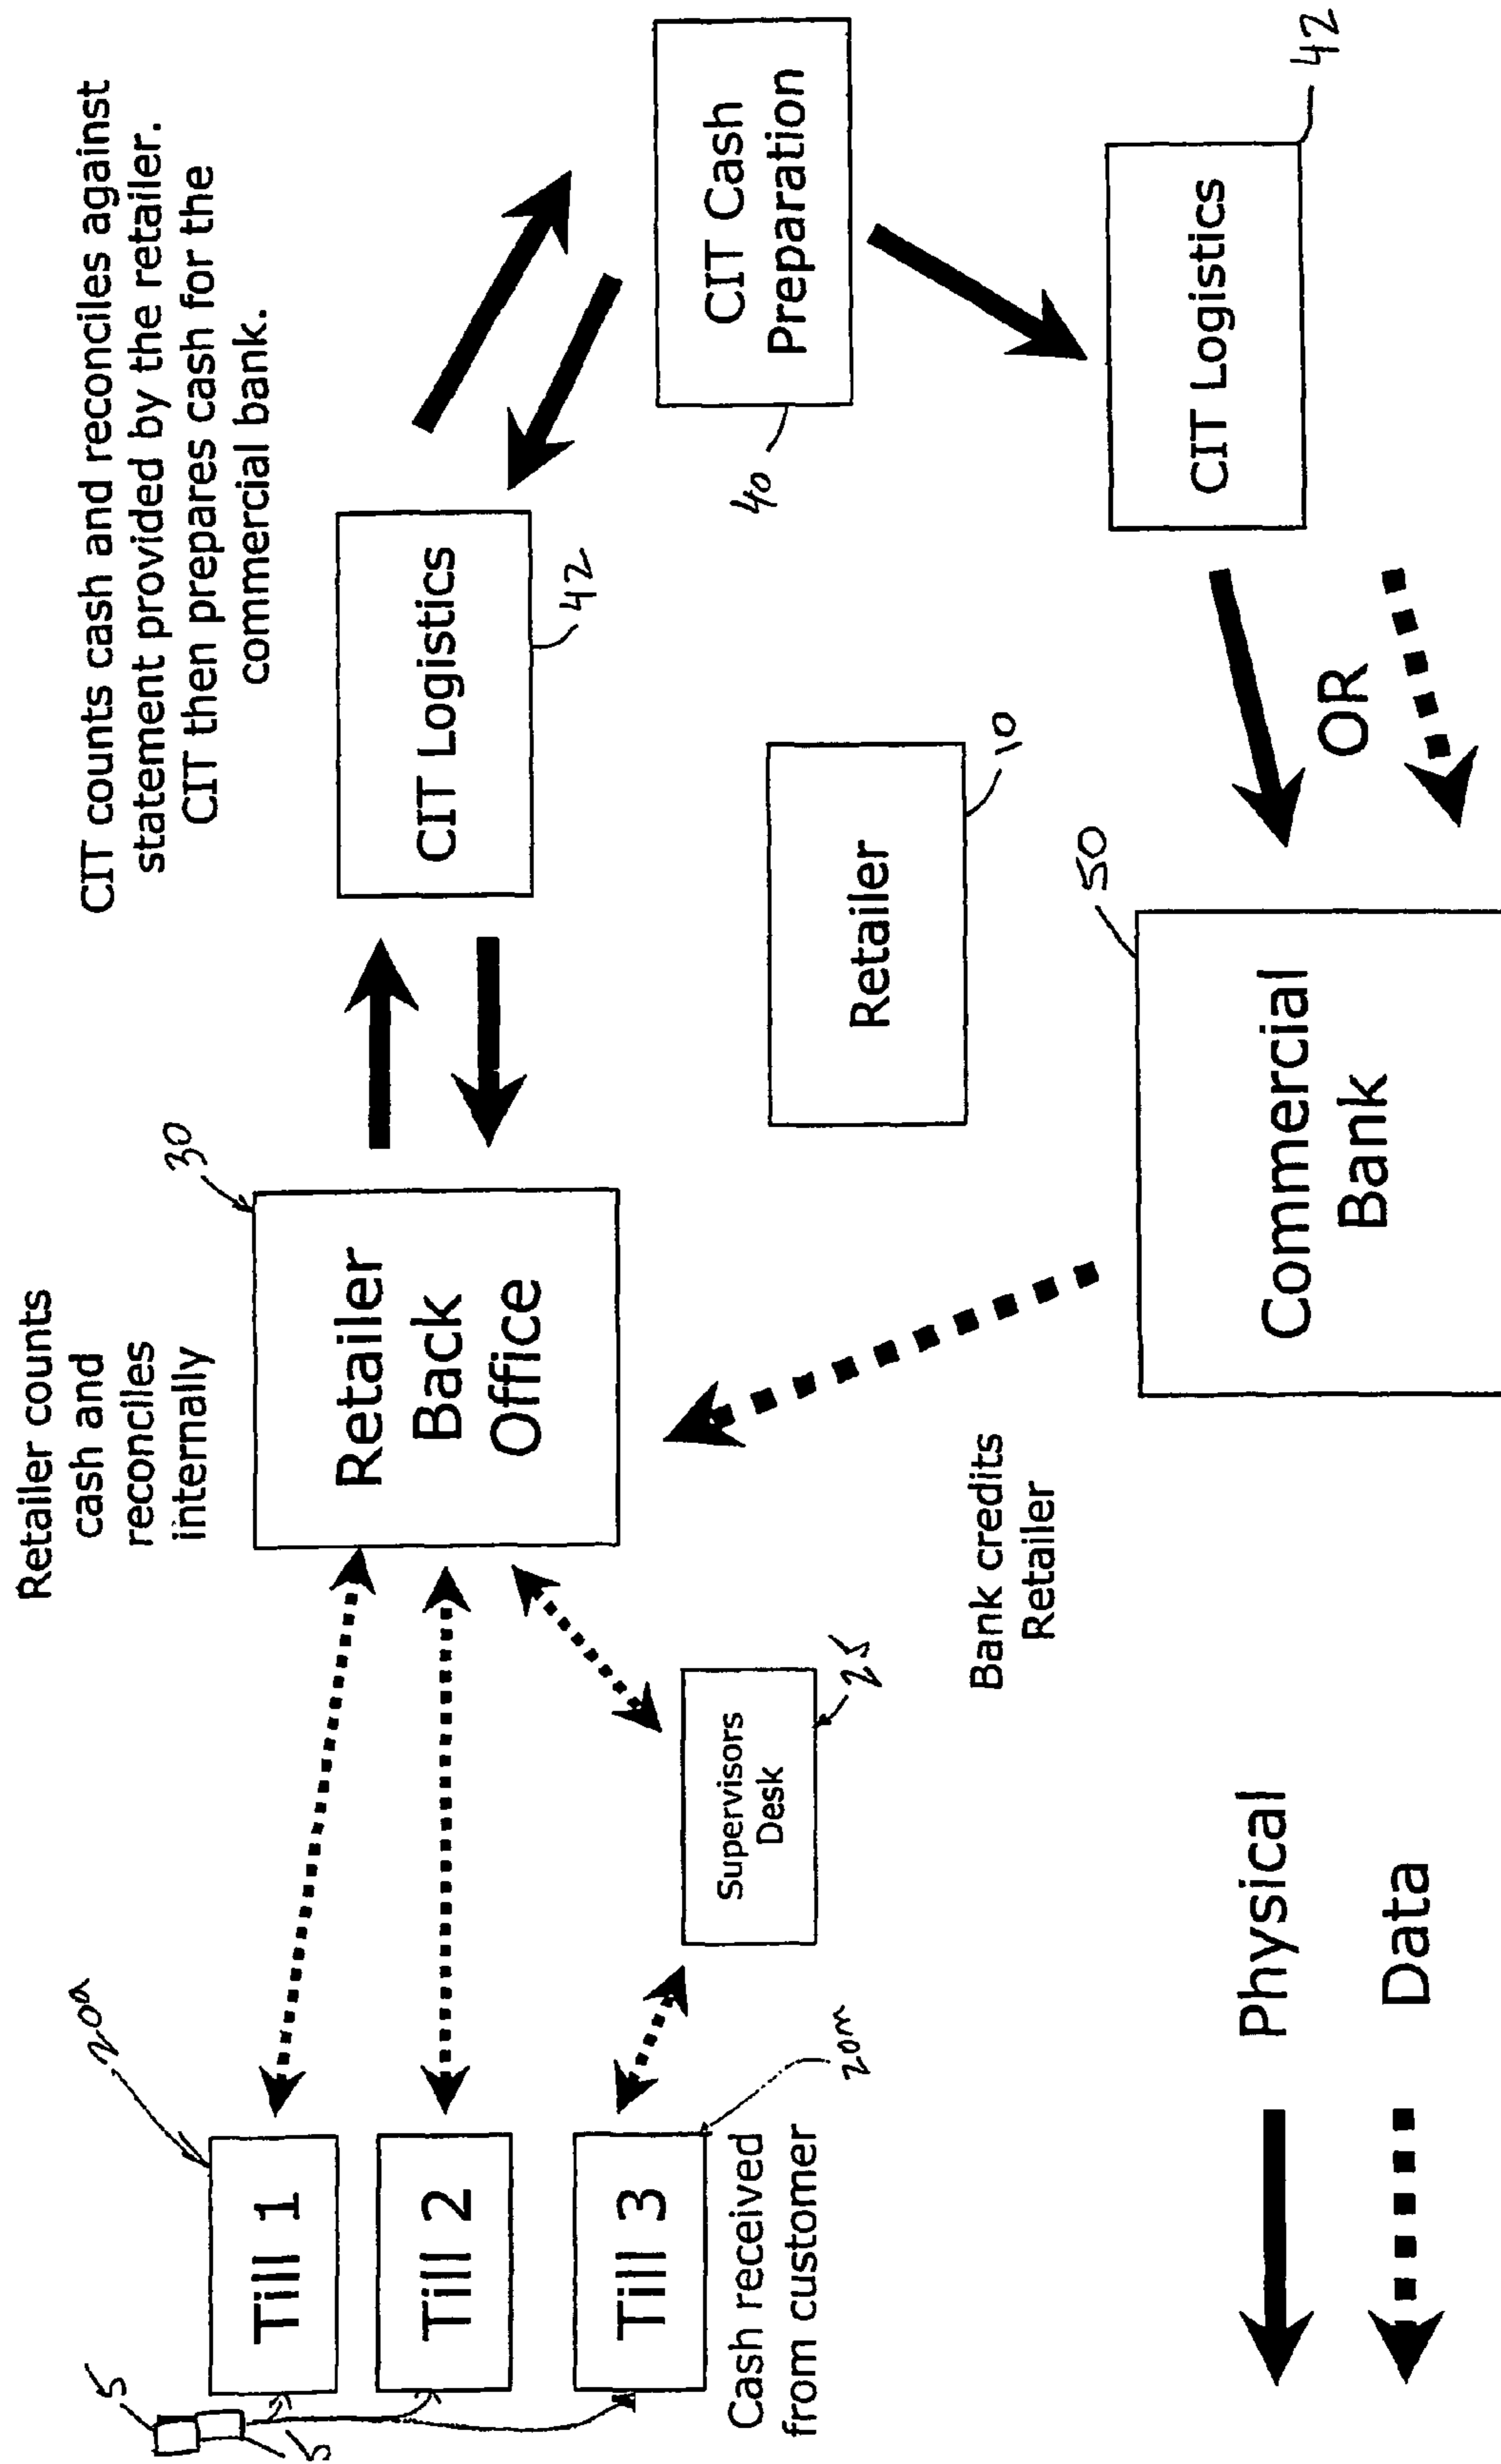 Retailer counts
cash and
reconciles
internally
CIT counts cash and reconciles against
statement provided by the retailer.
CIT then prepares cash for the
commercial bank.
5
5
20a
Till 1
Till 2
Till 3
20m
Cash received
from customer
Supervisors
Desk
25
30
Retailer
Back
Office
CIT Logistics
42
CIT Cash
Preparation
40
Retailer
10
Bank credits
Retailer
50
Commercial
Bank
CIT Logistics
42
OR
Physical
Data